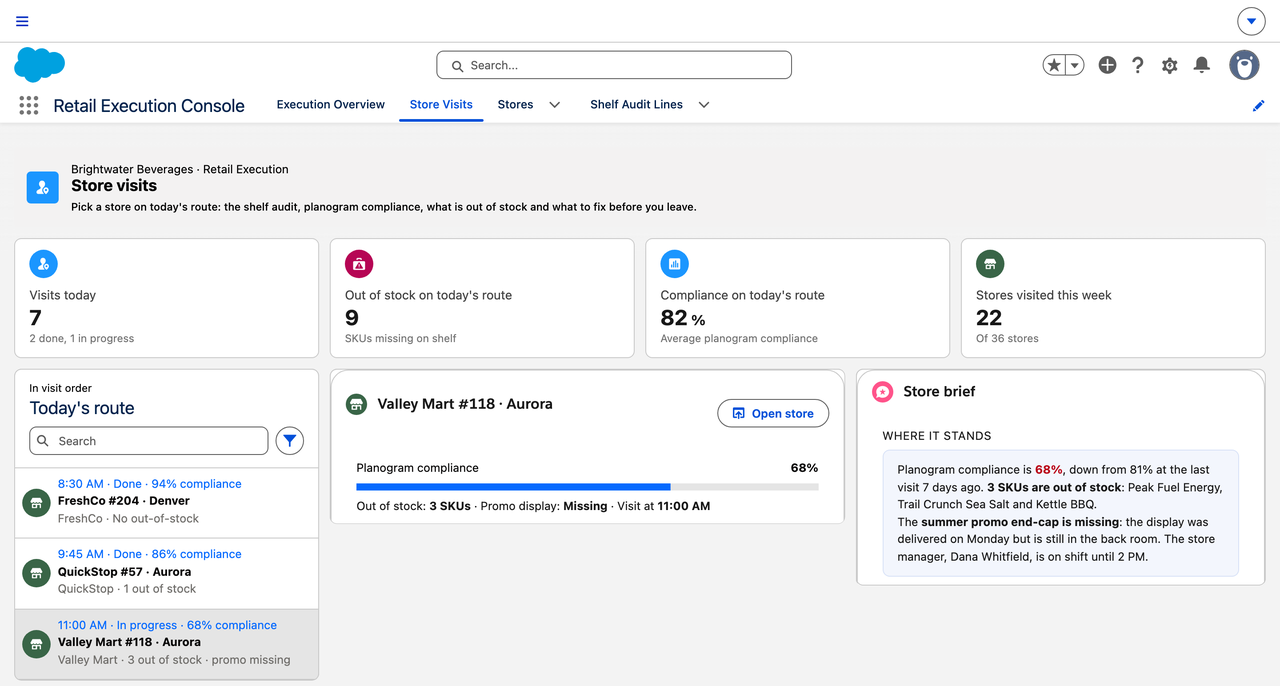 Search...
Retail Execution Console
Execution Overview
Store Visits
Stores
Shelf Audit Lines
Brightwater Beverages · Retail Execution
Store visits
Pick a store on today's route: the shelf audit, planogram compliance, what is out of stock and what to fix before you leave.
Visits today
7
2 done, 1 in progress
Out of stock on today's route
9
SKUs missing on shelf
Compliance on today's route
82 %
Average planogram compliance
Stores visited this week
22
Of 36 stores
In visit order
Today's route
Search
8:30 AM · Done · 94% compliance
FreshCo #204 · Denver
FreshCo · No out-of-stock
9:45 AM · Done · 86% compliance
QuickStop #57 · Aurora
QuickStop · 1 out of stock
11:00 AM · In progress · 68% compliance
Valley Mart #118 · Aurora
Valley Mart · 3 out of stock · promo missing
Valley Mart #118 · Aurora
Open store
Planogram compliance
68%
Out of stock: 3 SKUs · Promo display: Missing · Visit at 11:00 AM
Store brief
WHERE IT STANDS
Planogram compliance is 68%, down from 81% at the last
visit 7 days ago. 3 SKUs are out of stock: Peak Fuel Energy,
Trail Crunch Sea Salt and Kettle BBQ.
The summer promo end-cap is missing: the display was
delivered on Monday but is still in the back room. The store
manager, Dana Whitfield, is on shift until 2 PM.